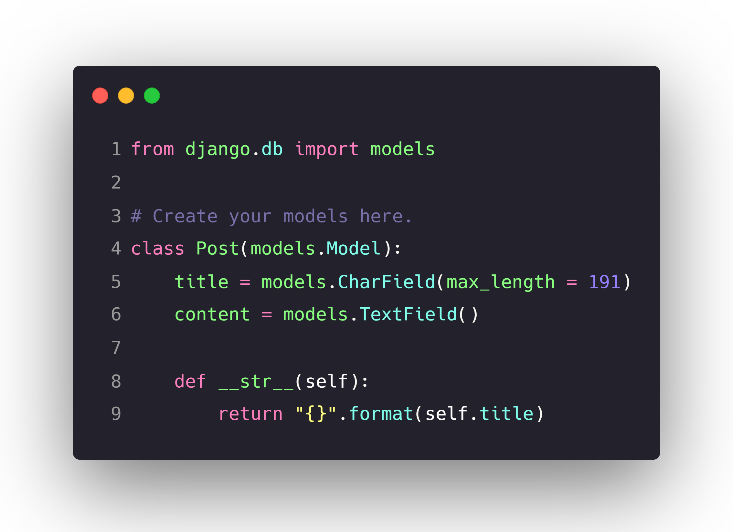 1 from django.db import models
2
3 # Create your models here.
4 class Post(models.Model):
5     title = models.CharField(max_length = 191)
6     content = models.TextField()
7
8     def __str__(self):
9         return "{}".format(self.title)